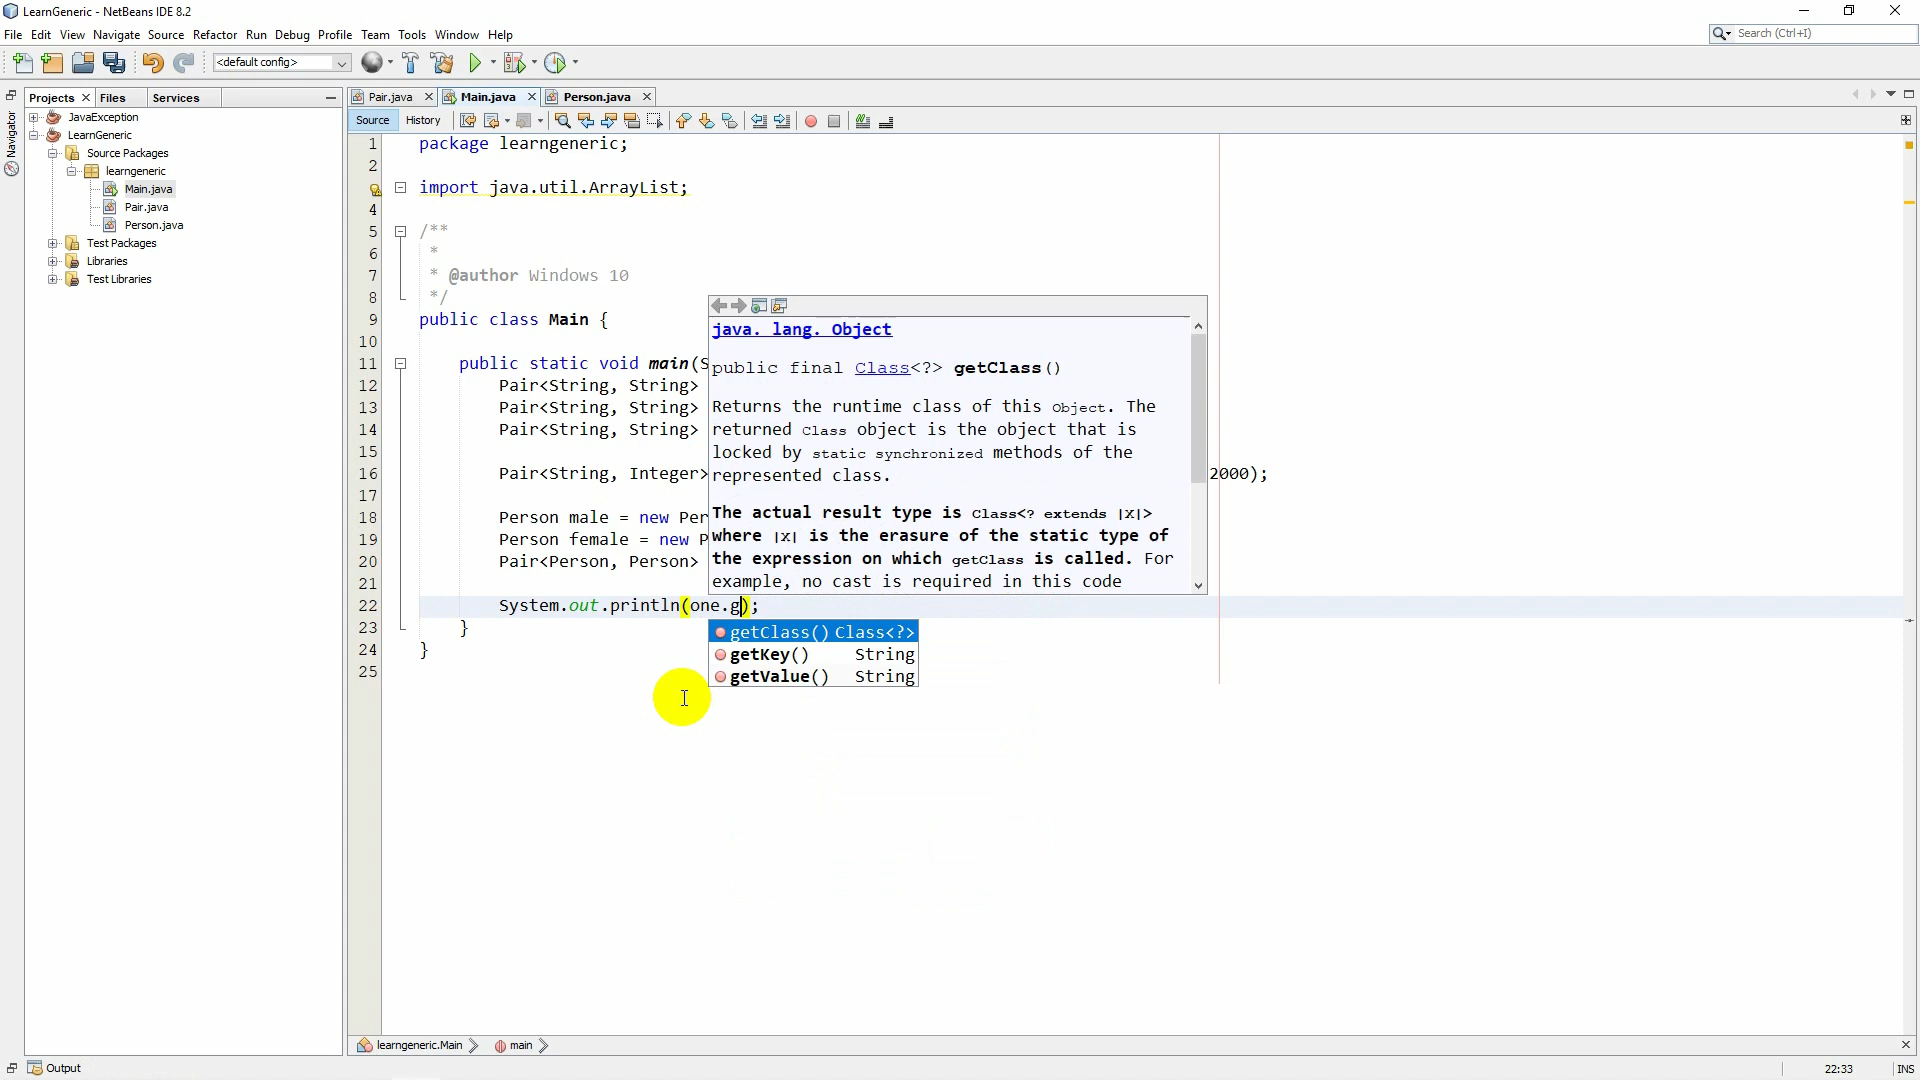 LearnGeneric - NetBeans IDE 8.2
File Edit View Navigate Source Refactor Run Debug Profile Team Tools Window Help
Search (Ctrl+I)
<default config>
Projects Files Services
Pair.java Main.java Person.java
Navigator
JavaException
LearnGeneric
Source Packages
learngeneric
Main.java
Pair.java
Person.java
Test Packages
Libraries
Test Libraries
Source History
1 package learngeneric;
2
import java.util.ArrayList;
4
5 /**
6 *
7 * @author Windows 10
8 */
9 public class Main {
10
11 public static void main(S
12 Pair<String, String>
13 Pair<String, String>
14 Pair<String, String>
15
16 Pair<String, Integer> 2000);
17
18 Person male = new Per
19 Person female = new P
20 Pair<Person, Person>
21
22 System.out.println(one.g);
23 }
24 }
25
java. lang. Object
public final Class<?> getClass()
Returns the runtime class of this Object. The
returned Class object is the object that is
locked by static synchronized methods of the
represented class.
The actual result type is Class<? extends |X|>
where |X| is the erasure of the static type of
the expression on which getClass is called. For
example, no cast is required in this code
getClass() Class<?>
getKey() String
getValue() String
learngeneric.Main main
Output
22:33 INS